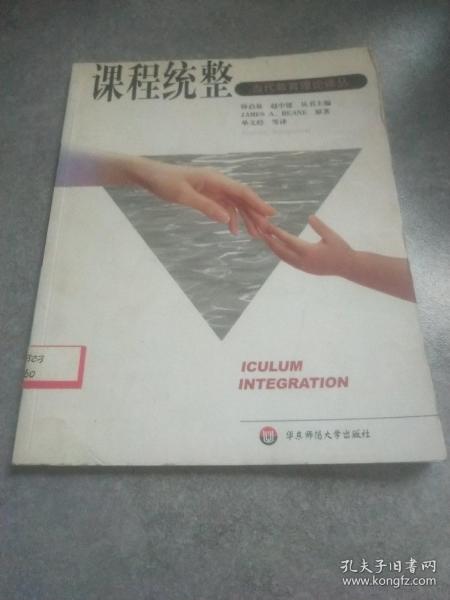 课程统整
当代教育理论译丛
钟启泉 赵中建 丛书主编
JAMES A. BEANE 原著
单文经 等译
ICULUM
INTEGRATION
华东师范大学出版社
孔夫子旧书网
www.kongfz.com